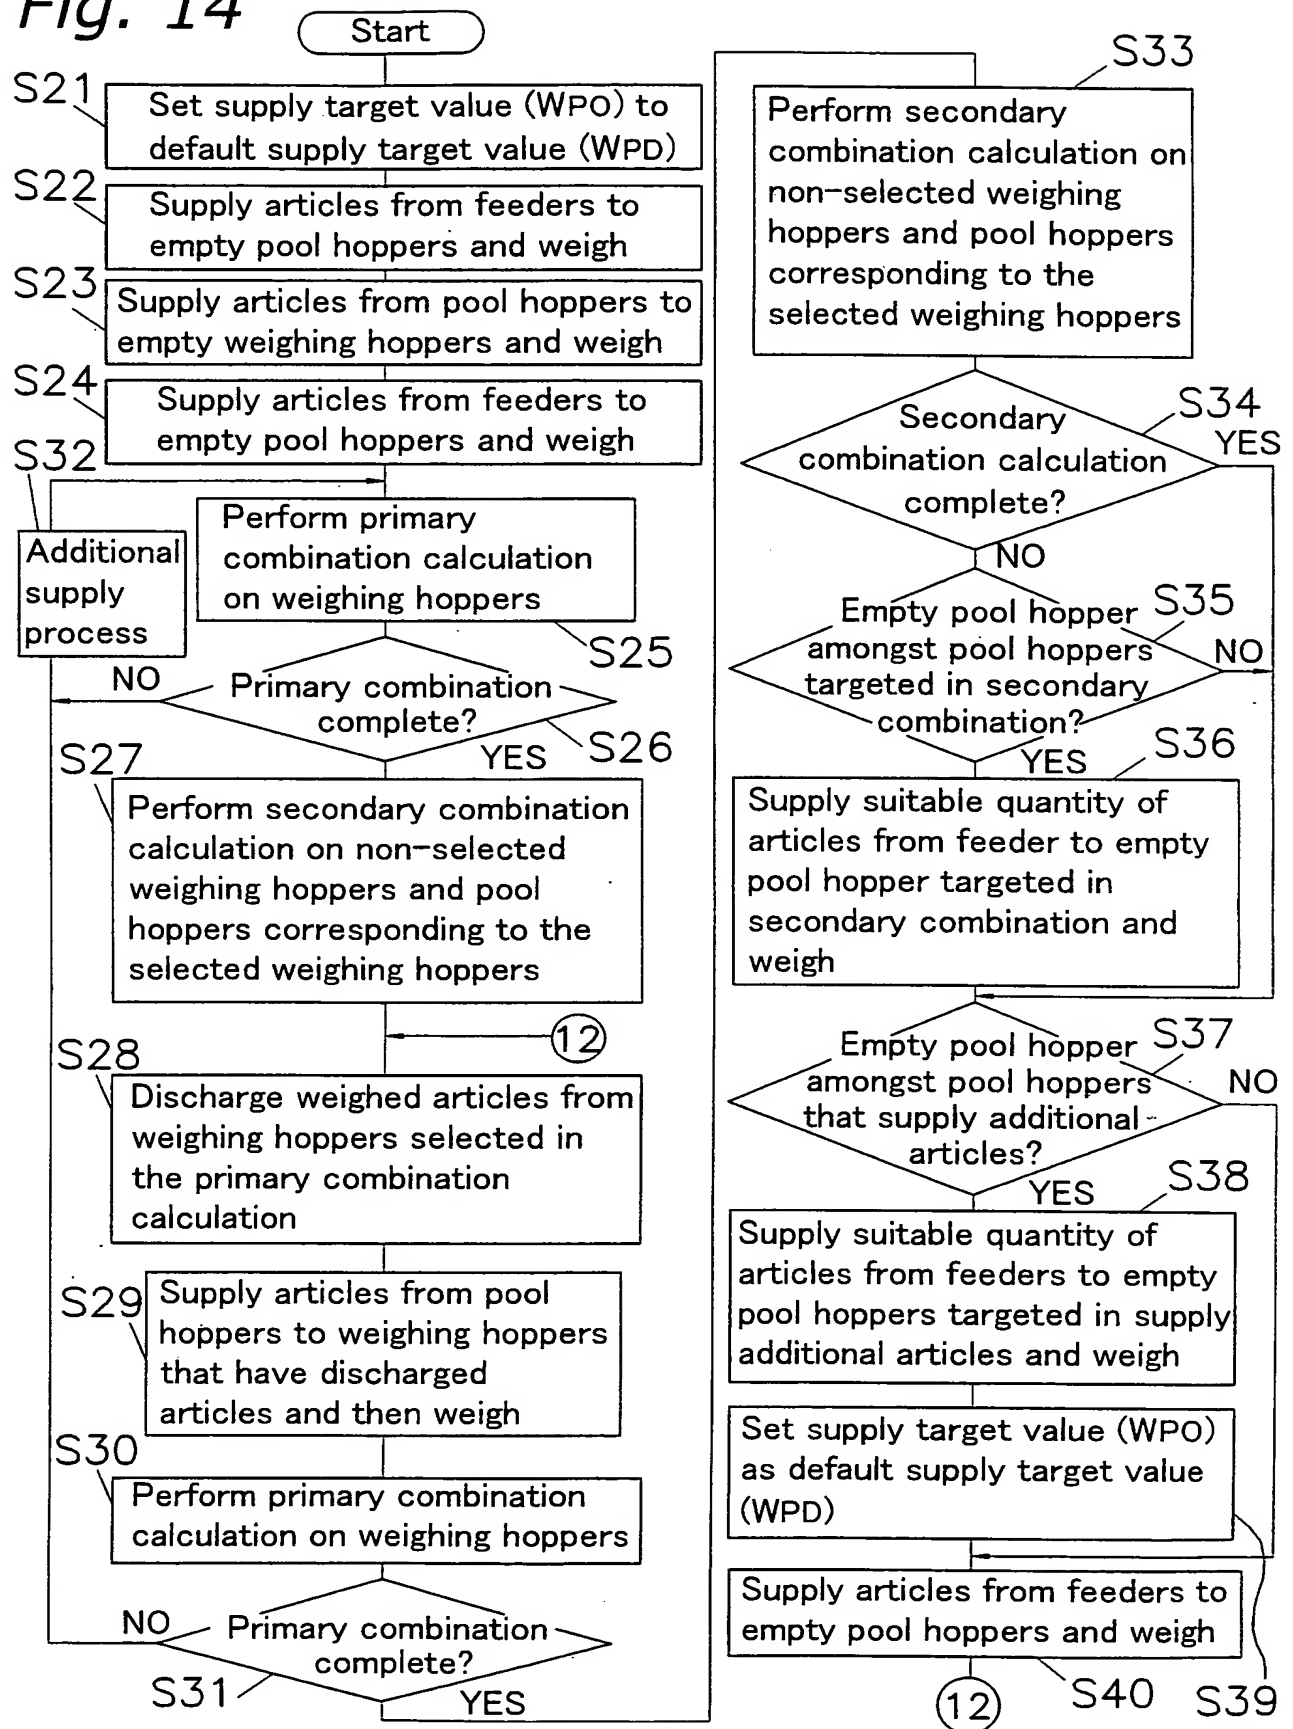 Fig. 14
Start
S21
Set supply target value (WPO) to
default supply target value (WPD)
S22
Supply articles from feeders to
empty pool hoppers and weigh
S23
Supply articles from pool hoppers to
empty weighing hoppers and weigh
S24
Supply articles from feeders to
empty pool hoppers and weigh
S32
Additional
supply
process
Perform primary
combination calculation
on weighing hoppers
S25
NO
Primary combination
complete?
S26
YES
S27
Perform secondary combination
calculation on non-selected
weighing hoppers and pool
hoppers corresponding to the
selected weighing hoppers
12
S28
Discharge weighed articles from
weighing hoppers selected in
the primary combination
calculation
S29
Supply articles from pool
hoppers to weighing hoppers
that have discharged
articles and then weigh
S30
Perform primary combination
calculation on weighing hoppers
NO
Primary combination
complete?
S31
YES
S33
Perform secondary
combination calculation on
non-selected weighing
hoppers and pool hoppers
corresponding to the
selected weighing hoppers
S34
Secondary
combination calculation
complete?
YES
NO
S35
Empty pool hopper
amongst pool hoppers
targeted in secondary
combination?
NO
YES
S36
Supply suitable quantity of
articles from feeder to empty
pool hopper targeted in
secondary combination and
weigh
S37
Empty pool hopper
amongst pool hoppers
that supply additional
articles?
NO
YES
S38
Supply suitable quantity of
articles from feeders to empty
pool hoppers targeted in supply
additional articles and weigh
Set supply target value (WPO)
as default supply target value
(WPD)
Supply articles from feeders to
empty pool hoppers and weigh
12
S40
S39